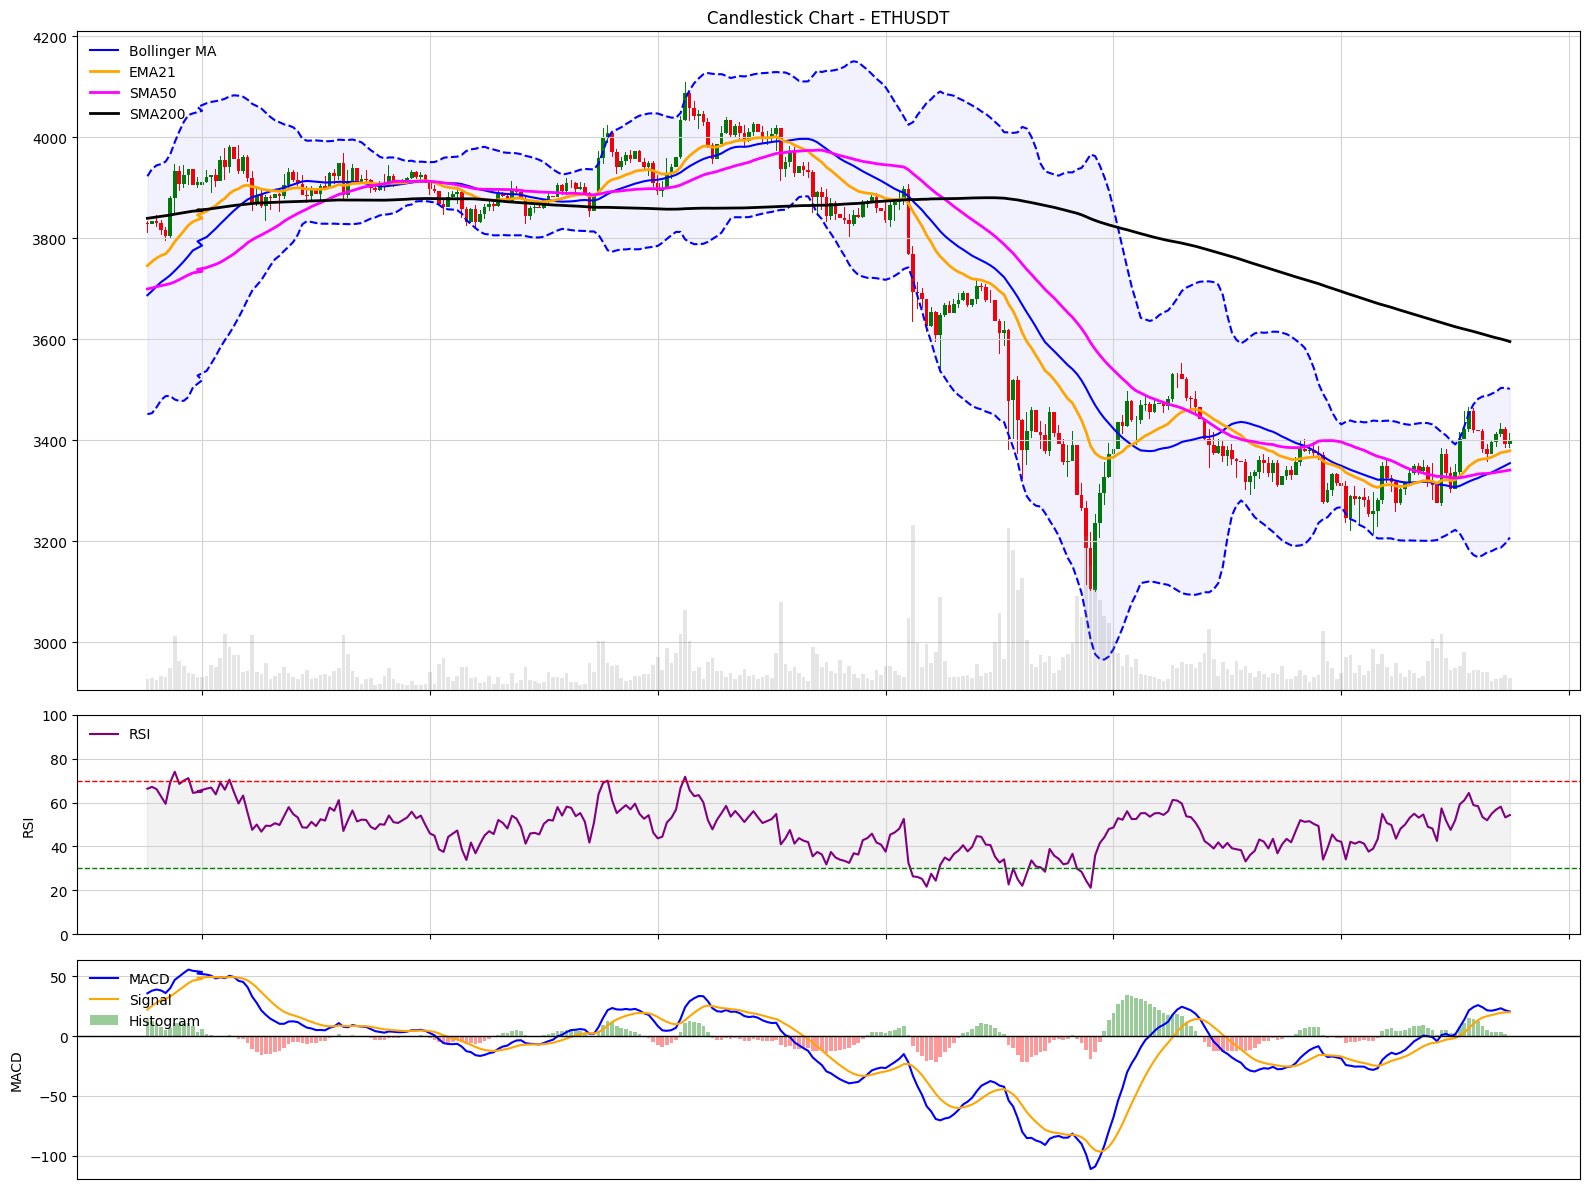 Candlestick Chart - ETHUSDT
4200
Bollinger MA
EMA21
SMA50
SMA200
4000
3800
3600
3400
3200
3000
100
RSI
80
60
RSI
40
20
0
50
MACD
Signal
Histogram
0
MACD
−50
−100